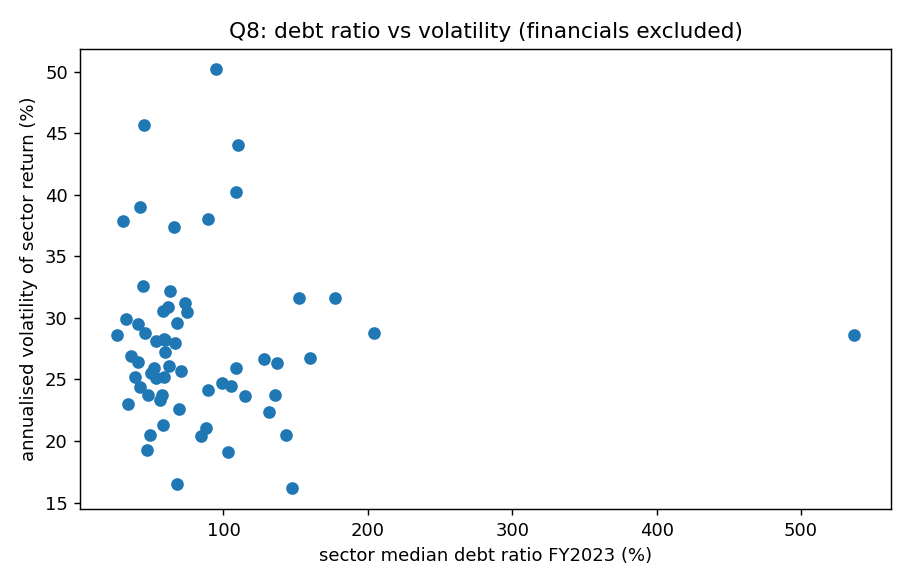 Q8: debt ratio vs volatility (financials excluded)
annualised volatility of sector return (%)
50
45
40
35
30
25
20
15
100 200 300 400 500
sector median debt ratio FY2023 (%)